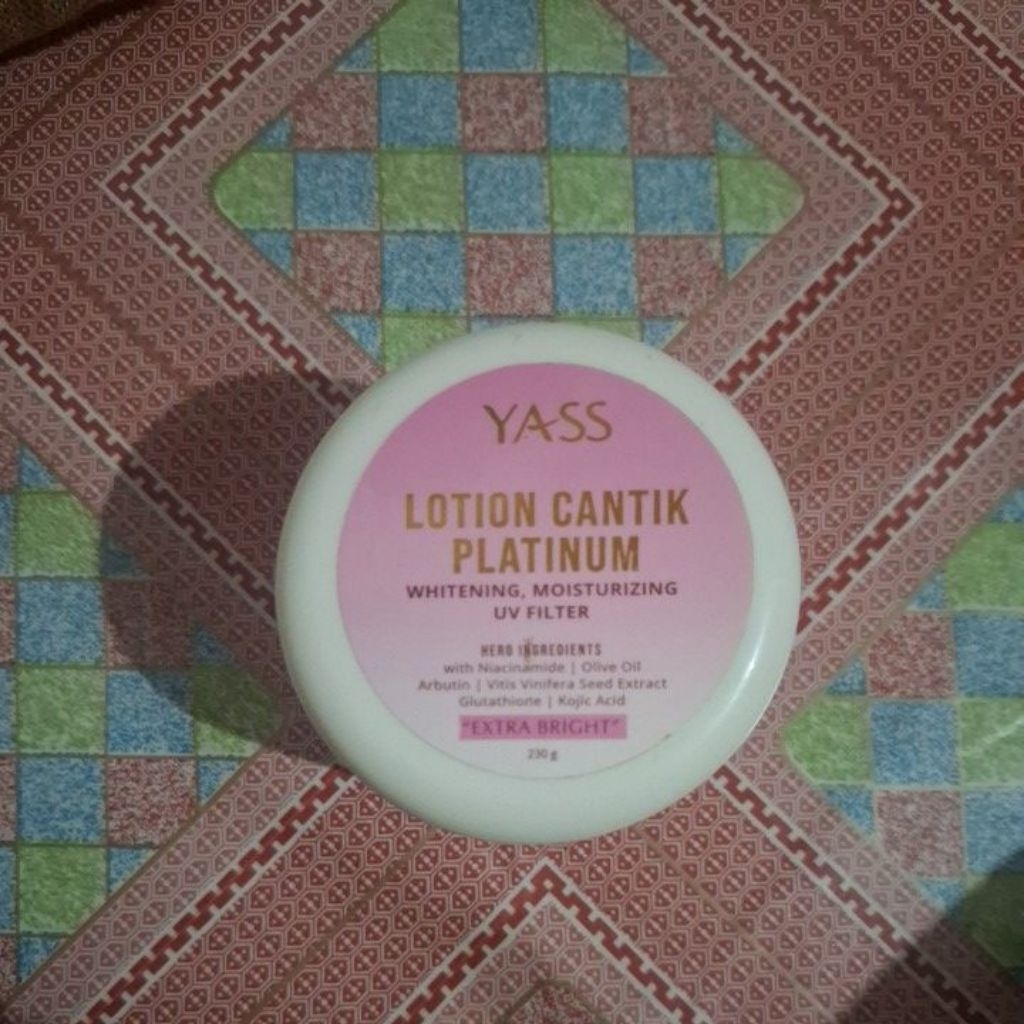 YASS
LOTION CANTIK
PLATINUM
WHITENING, MOISTURIZING
UV FILTER
HERO INGREDIENTS
with Niacinamide | Olive Oil
Arbutin | Vitis Vinifera Seed Extract
Glutathione | Kojic Acid
"EXTRA BRIGHT"
230 g